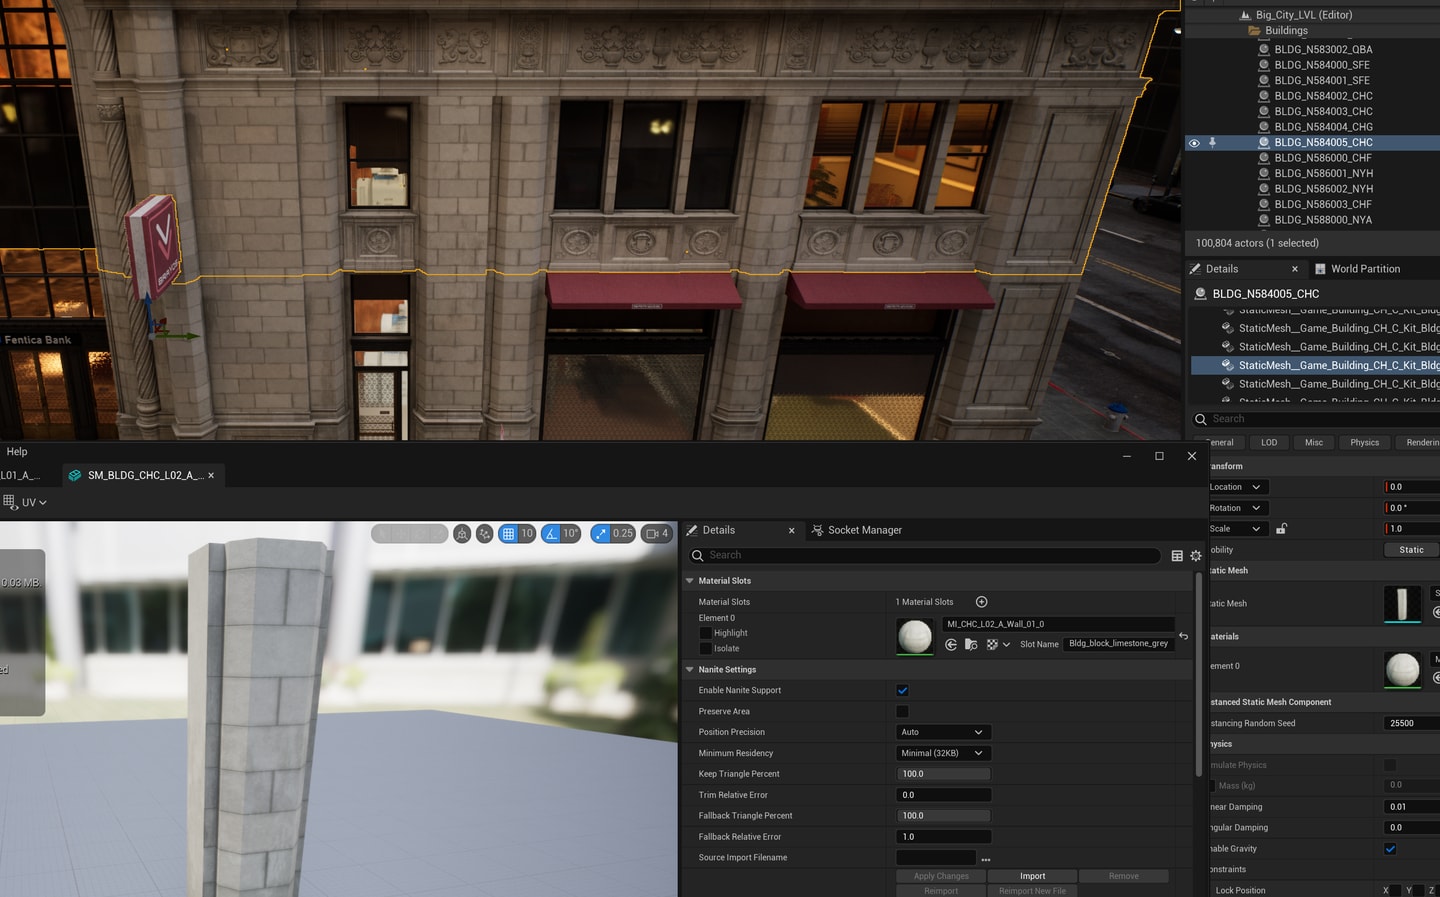 Big_City_LVL (Editor)
Buildings
BLDG_N583002_QBA
BLDG_N584000_SFE
BLDG_N584001_SFE
BLDG_N584002_CHC
BLDG_N584003_CHC
BLDG_N584004_CHG
BLDG_N584005_CHC
BLDG_N586000_CHF
BLDG_N586001_NYH
BLDG_N586002_NYH
BLDG_N586003_CHF
BLDG_N588000_NYA
100,804 actors (1 selected)
Details
World Partition
BLDG_N584005_CHC
StaticMesh__Game_Building_CH_C_Kit_Bldg
StaticMesh__Game_Building_CH_C_Kit_Bldg
StaticMesh__Game_Building_CH_C_Kit_Bldg
StaticMesh__Game_Building_CH_C_Kit_Bldg
StaticMesh__Game_Building_CH_C_Kit_Bldg
Search
eneral LOD Misc Physics Renderin
ransform
Location 0.0
Rotation 0.0 °
Scale 1.0
obility Static
tatic Mesh
tatic Mesh
aterials
lement 0
nstanced Static Mesh Component
nstancing Random Seed 25500
hysics
mulate Physics
Mass (kg) 0.0
near Damping 0.01
ngular Damping 0.0
nable Gravity
onstraints
Lock Position X Y Z
Fentica Bank
Help
L01_A_...
SM_BLDG_CHC_L02_A_...
UV
0.03 MB
ed
10 10° 0.25 4
Details
Socket Manager
Search
Material Slots
Material Slots 1 Material Slots
Element 0
Highlight
Isolate
MI_CHC_L02_A_Wall_01_0
Slot Name Bldg_block_limestone_grey
Nanite Settings
Enable Nanite Support
Preserve Area
Position Precision Auto
Minimum Residency Minimal (32KB)
Keep Triangle Percent 100.0
Trim Relative Error 0.0
Fallback Triangle Percent 100.0
Fallback Relative Error 1.0
Source Import Filename ...
Apply Changes Import Remove
Reimport Reimport New File